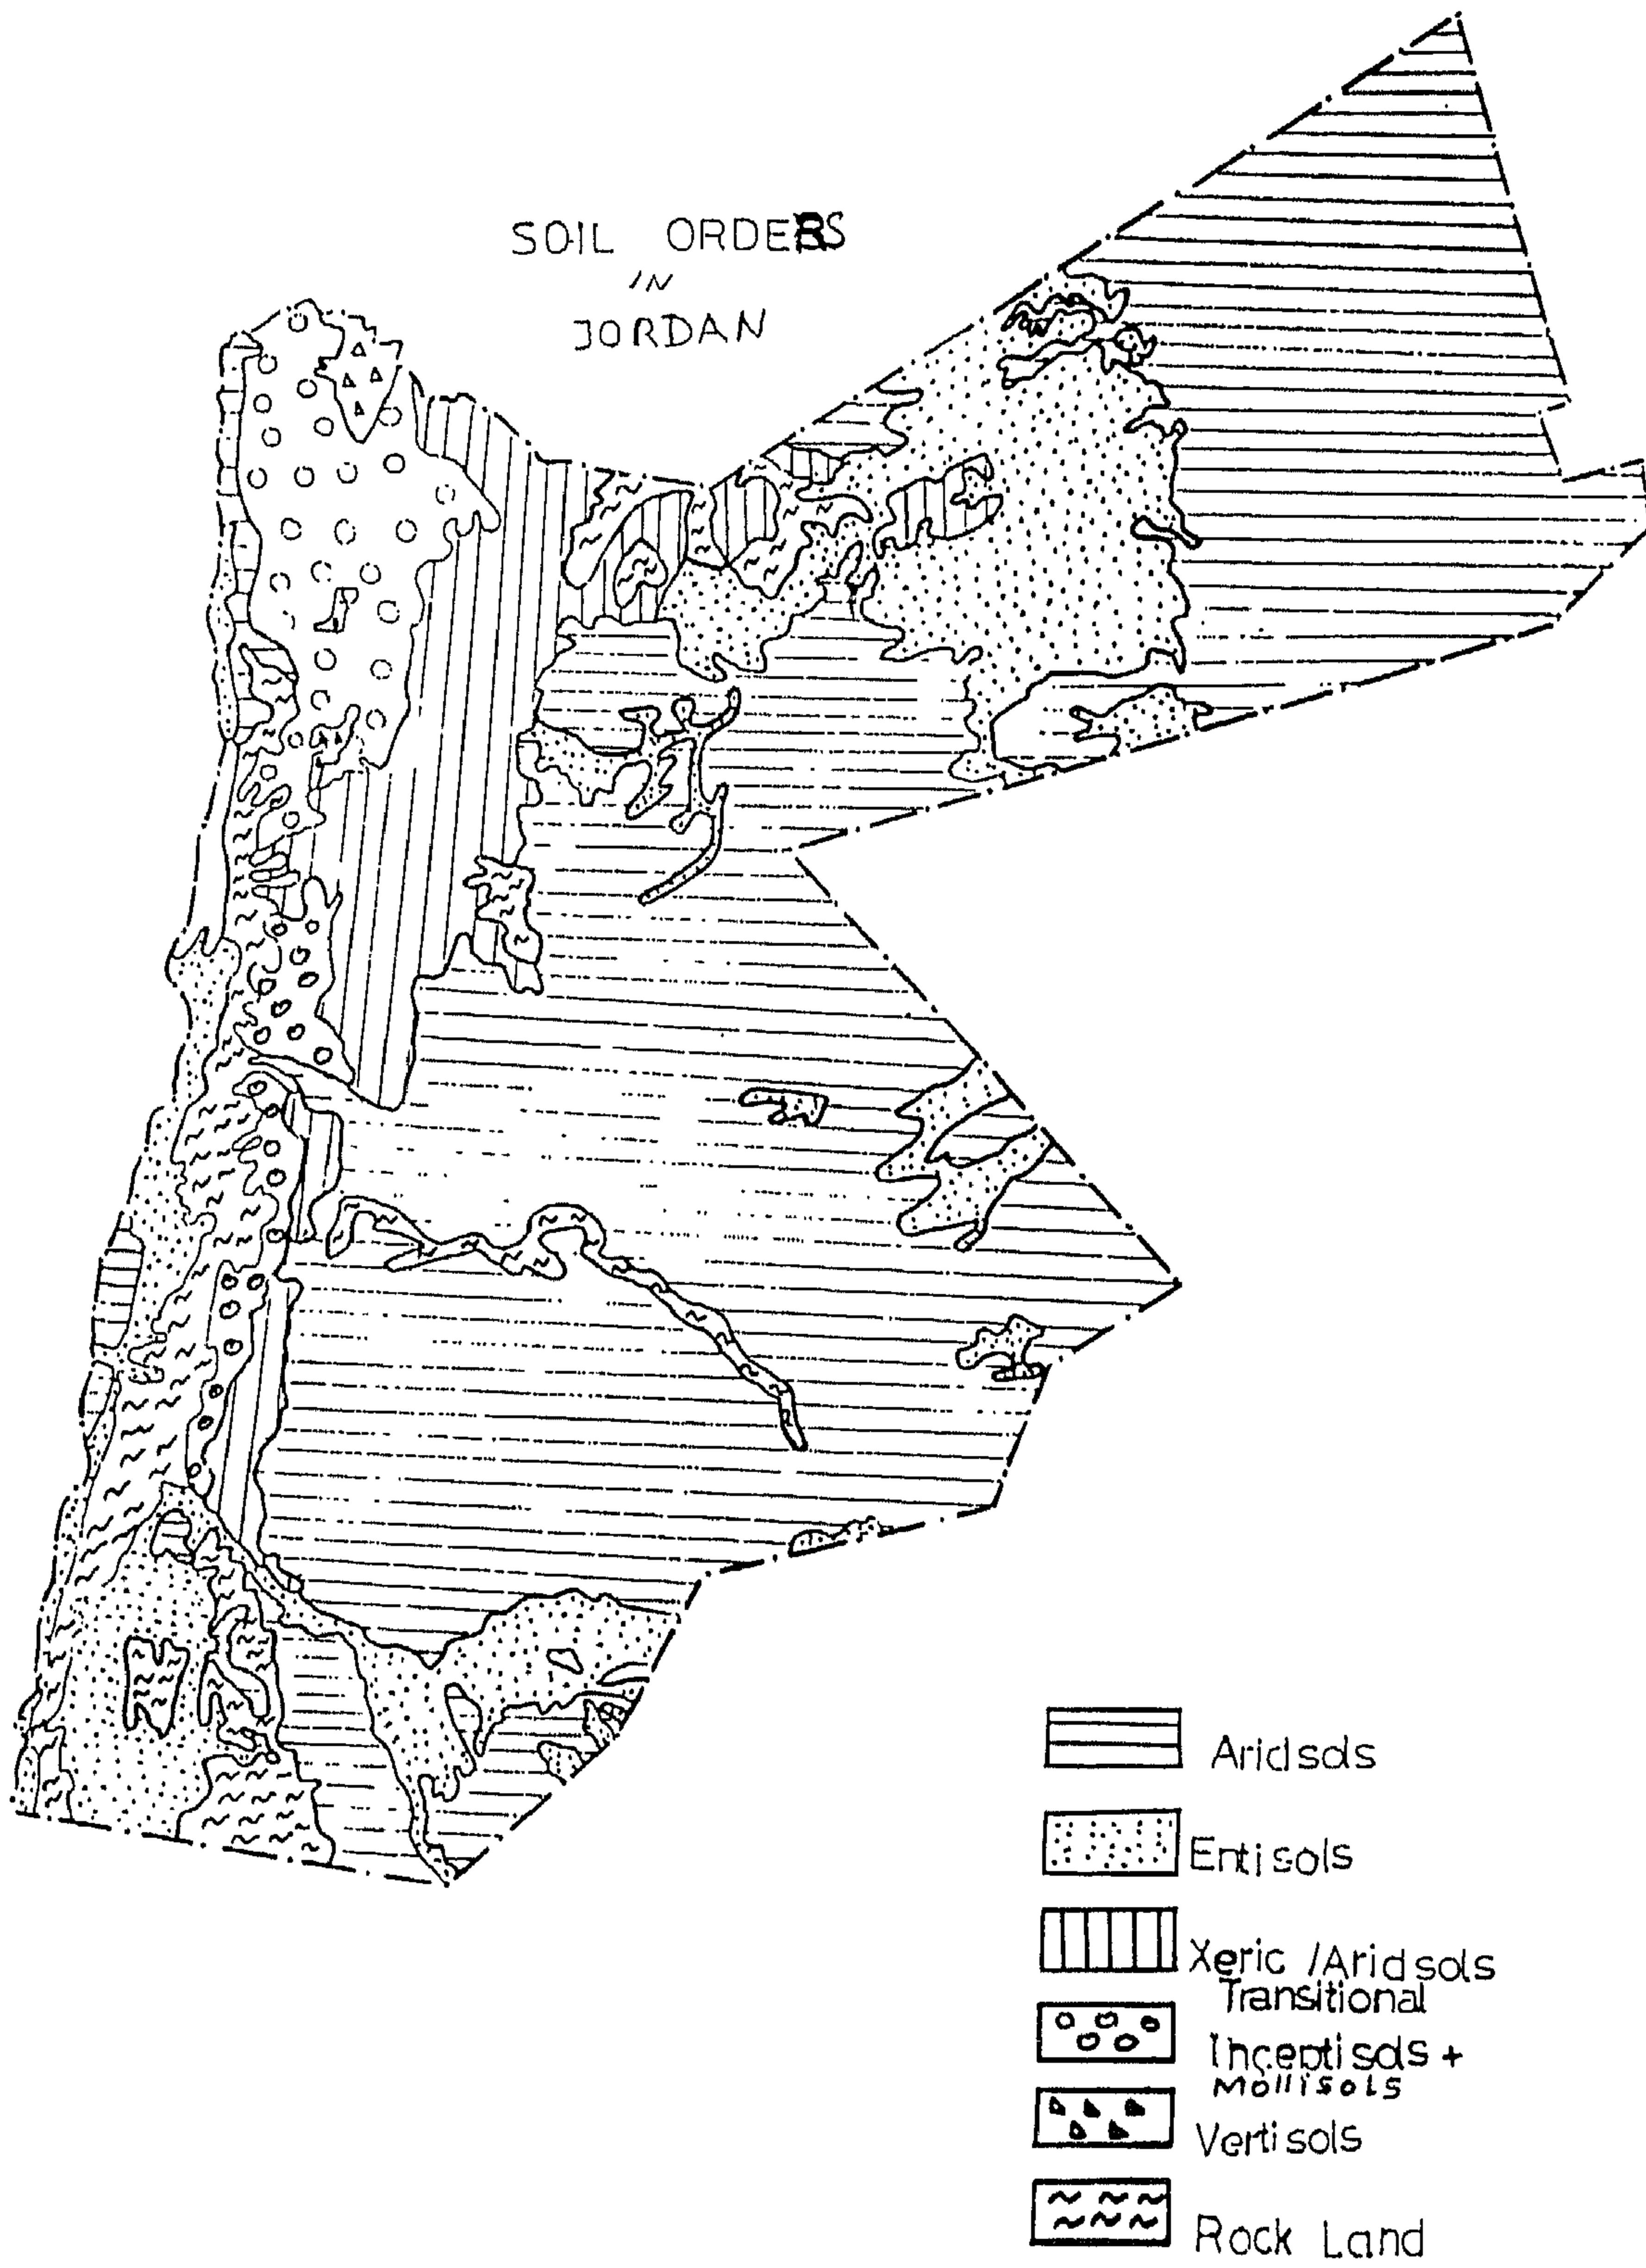 SOIL ORDERS
IN
JORDAN
Aridsols
Entisols
Xeric /Aridsols
Transitional
Inceptisols +
Mollisols
Vertisols
Rock Land